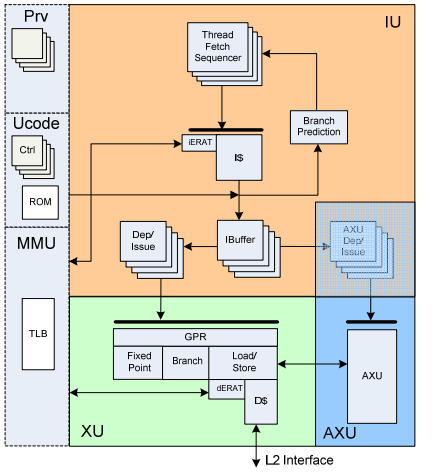 Prv
IU
Thread
Fetch
Sequencer
Ucode
Ctrl
ROM
Branch
Prediction
iERAT
I$
MMU
Dep/
Issue
IBuffer
AXU
Dep/
Issue
TLB
GPR
Fixed
Point
Branch
Load/
Store
dERAT
D$
AXU
XU
AXU
L2 Interface